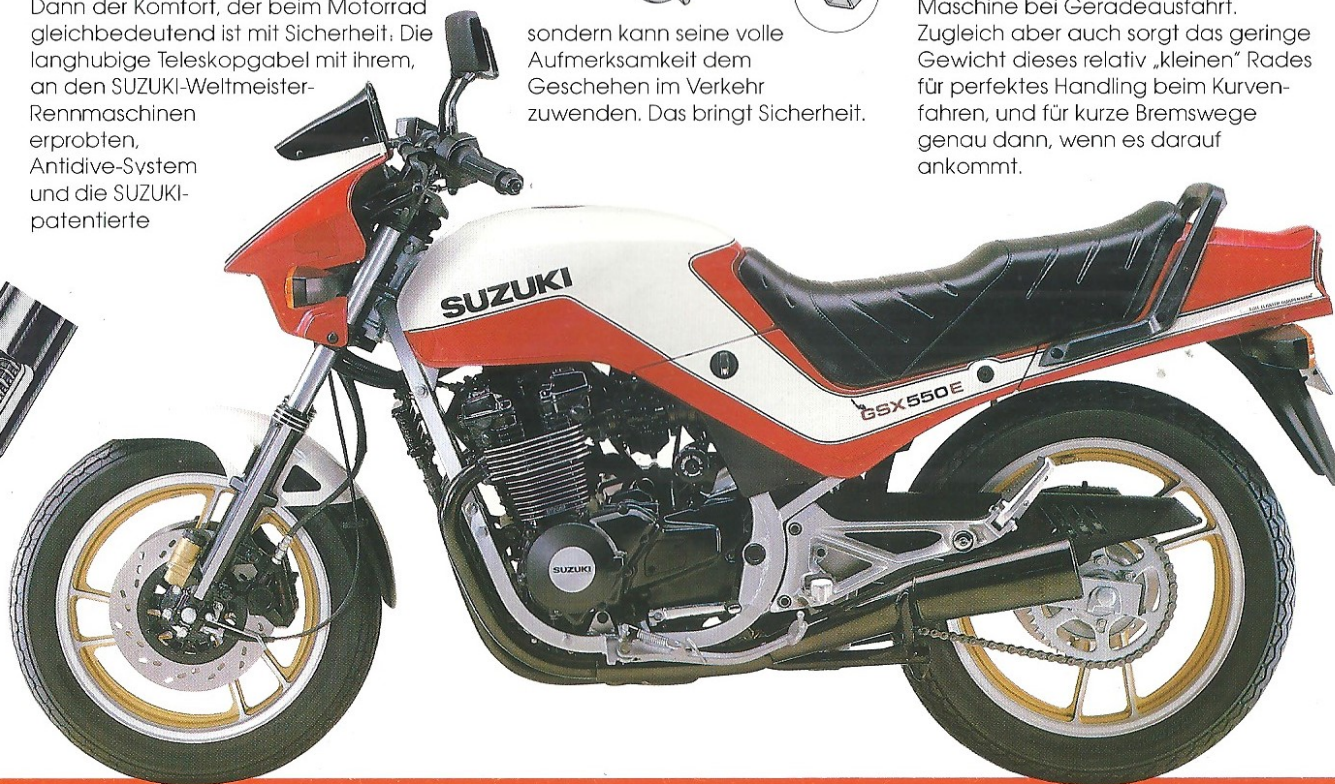 Dann der Komfort, der beim Motorrad
gleichbedeutend ist mit Sicherheit: Die
langhubige Teleskopgabel mit ihrem,
an den SUZUKI-Weltmeister-
Rennmaschinen
erprobten,
Antidive-System
und die SUZUKI-
patentierte
sondern kann seine volle
Aufmerksamkeit dem
Geschehen im Verkehr
zuwenden. Das bringt Sicherheit.
Maschine bei Geradeausfahrt.
Zugleich aber auch sorgt das geringe
Gewicht dieses relativ „kleinen“ Rades
für perfektes Handling beim Kurven-
fahren, und für kurze Bremswege
genau dann, wenn es darauf
ankommt.
SUZUKI
GSX550E
SUZUKI